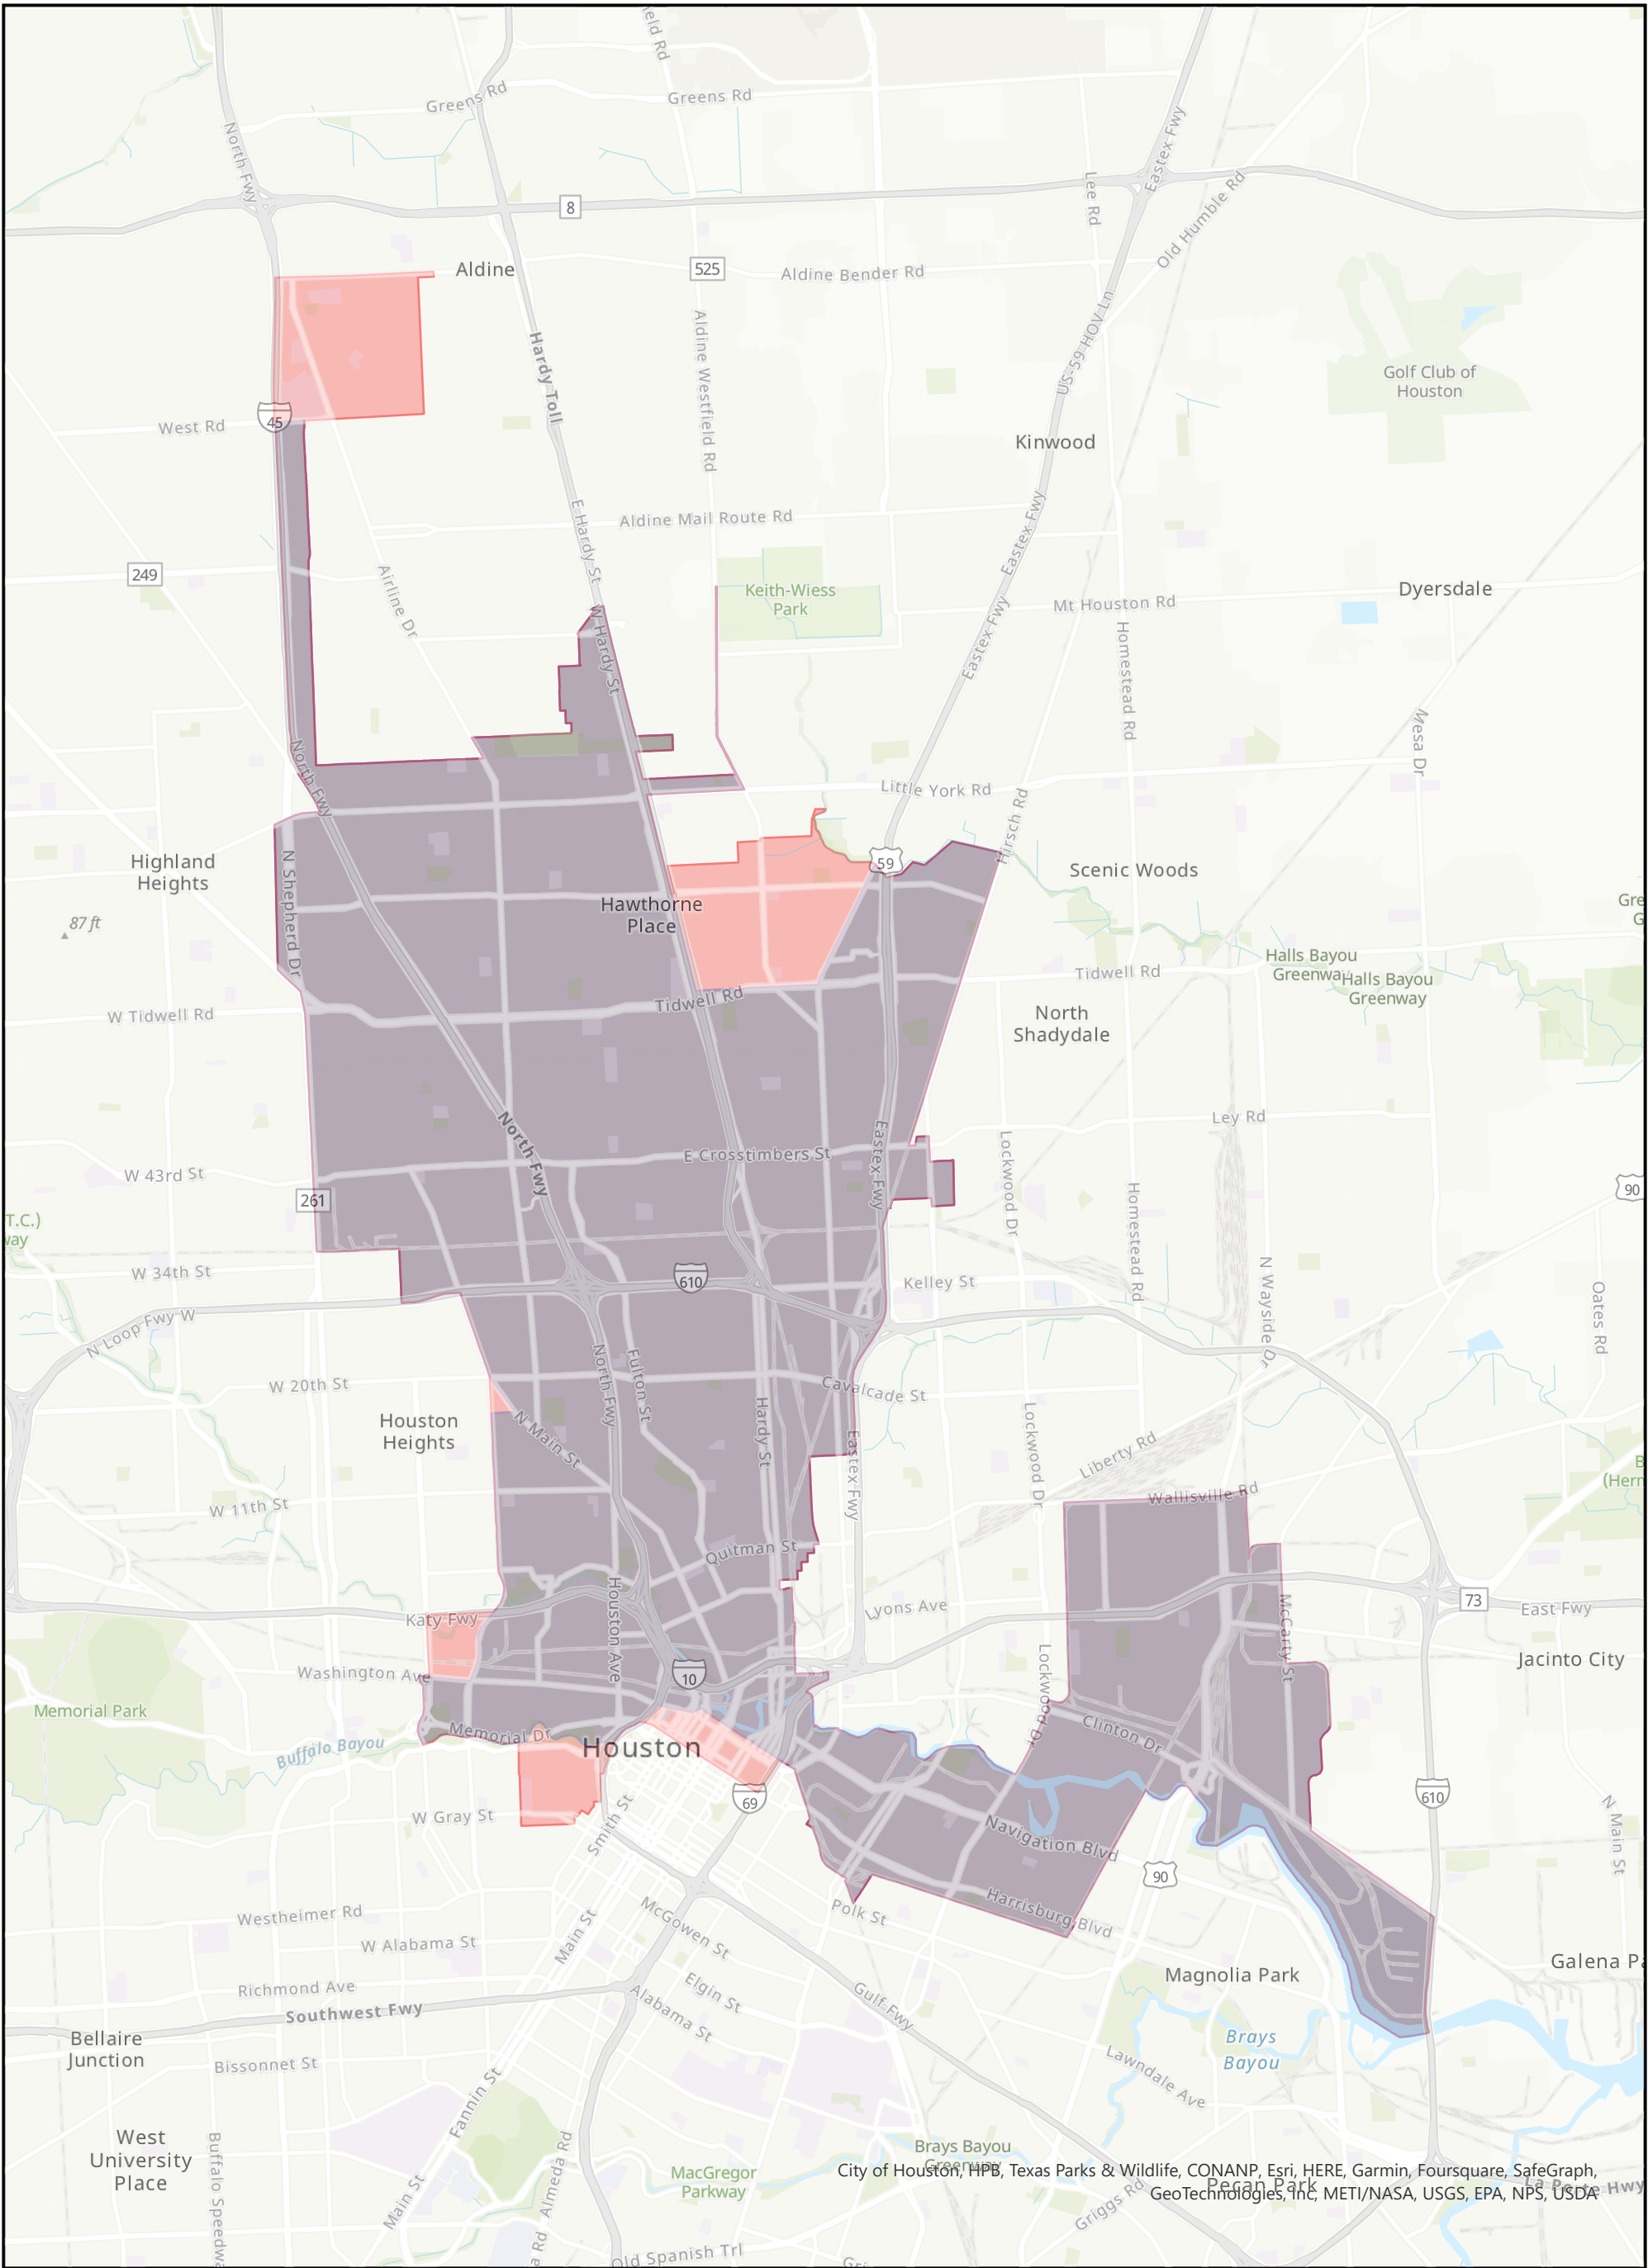 Greens Rd
Greens Rd
North Fwy
Eastex Fwy
Lee Rd
8
Old Humble Rd
Aldine
525
Aldine Bender Rd
Hardy Toll
Aldine Westfield Rd
US-59 HOV Ln
Golf Club of
Houston
West Rd
45
Kinwood
E Hardy St
Aldine Mail Route Rd
Eastex Fwy
249
Airline Dr
Keith-Wiess
Park
Mt Houston Rd
Dyersdale
W Hardy St
Eastex Fwy
Homestead Rd
Mesa Dr
North Fwy
Little York Rd
Hirsch Rd
Highland
Heights
N Shepherd Dr
59
Scenic Woods
87 ft
Hawthorne
Place
Halls Bayou
Greenway
Halls Bayou
Greenway
Tidwell Rd
Tidwell Rd
W Tidwell Rd
North
Shadydale
North Fwy
Ley Rd
E Crosstimbers St
Eastex Fwy
Lockwood Dr
W 43rd St
261
Homestead Rd
90
W 34th St
610
Kelley St
N Wayside Dr
Oates Rd
N Loop Fwy W
North Fwy
Fulton St
W 20th St
Cavalcade St
Houston
Heights
N Main St
Hardy St
Eastex Fwy
Lockwood Dr
Liberty Rd
W 11th St
Wallisville Rd
Quitman St
Houston Ave
Lyons Ave
McCarty St
73
East Fwy
Katy Fwy
Washington Ave
10
Lockwood Dr
Jacinto City
Memorial Park
Buffalo Bayou
Memorial Dr
Houston
Clinton Dr
69
610
W Gray St
Smith St
Navigation Blvd
N Main St
90
Westheimer Rd
McGowen St
Polk St
Harrisburg Blvd
W Alabama St
Main St
Magnolia Park
Richmond Ave
Elgin St
Gulf Fwy
Southwest Fwy
Alabama St
Bellaire
Junction
Brays
Bayou
Bissonnet St
Lawndale Ave
Fannin St
West
University
Place
Brays Bayou
Greenway
MacGregor
Parkway
Main St
Almeda Rd
Pecan Park
Griggs Rd
La Porte Hwy
Old Spanish Trl
City of Houston, HPB, Texas Parks & Wildlife, CONANP, Esri, HERE, Garmin, Foursquare, SafeGraph,
GeoTechnologies, Inc, METI/NASA, USGS, EPA, NPS, USDA